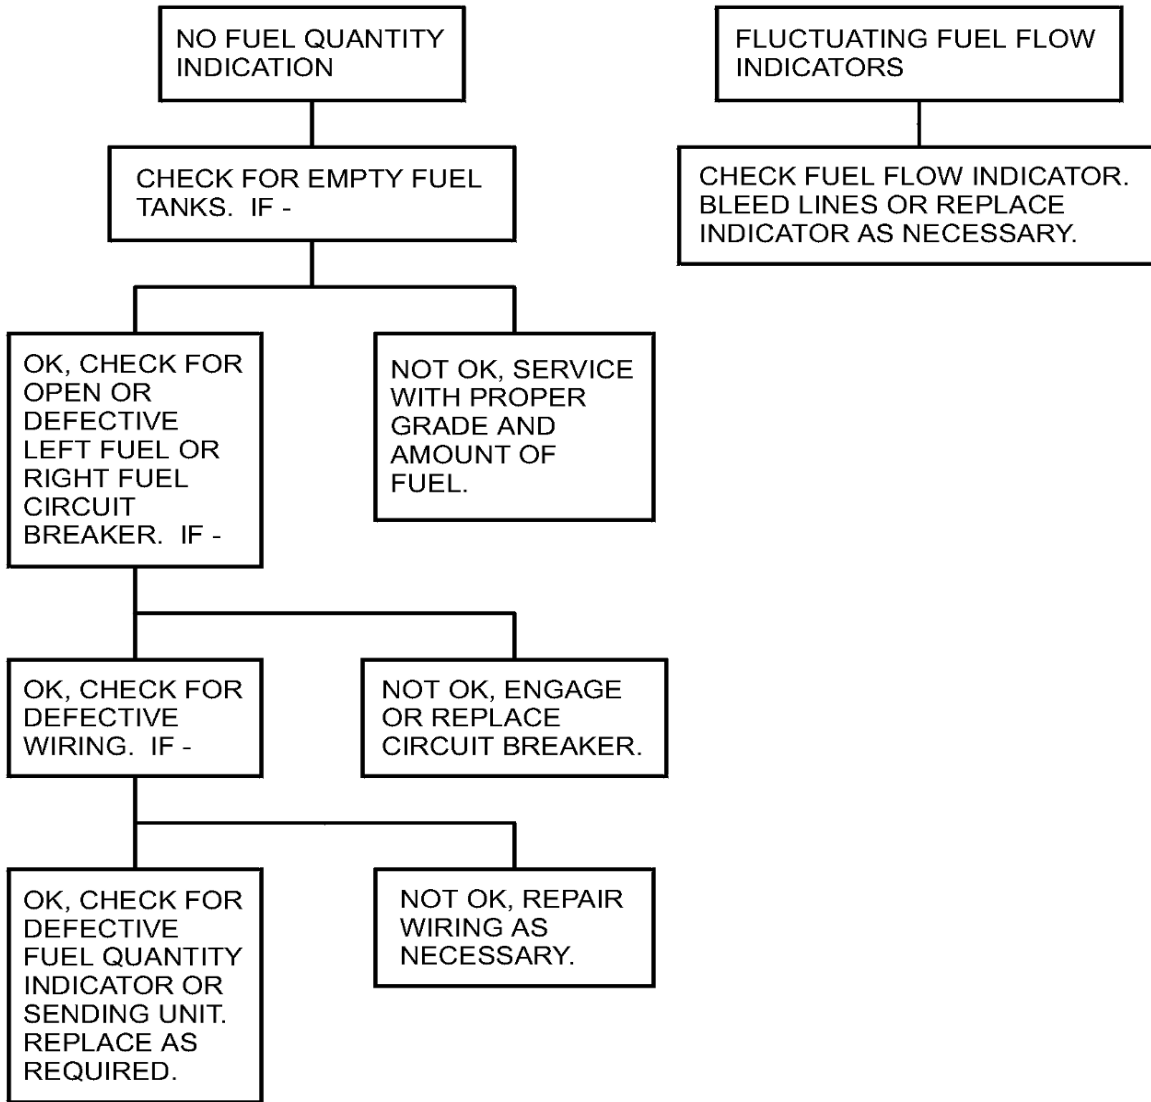 NO FUEL QUANTITY
INDICATION
FLUCTUATING FUEL FLOW
INDICATORS
CHECK FOR EMPTY FUEL
TANKS.  IF -
CHECK FUEL FLOW INDICATOR.
BLEED LINES OR REPLACE
INDICATOR AS NECESSARY.
OK, CHECK FOR
OPEN OR
DEFECTIVE
LEFT FUEL OR
RIGHT FUEL
CIRCUIT
BREAKER.  IF -
NOT OK, SERVICE
WITH PROPER
GRADE AND
AMOUNT OF
FUEL.
OK, CHECK FOR
DEFECTIVE
WIRING.  IF -
NOT OK, ENGAGE
OR REPLACE
CIRCUIT BREAKER.
OK, CHECK FOR
DEFECTIVE
FUEL QUANTITY
INDICATOR OR
SENDING UNIT.
REPLACE AS
REQUIRED.
NOT OK, REPAIR
WIRING AS
NECESSARY.